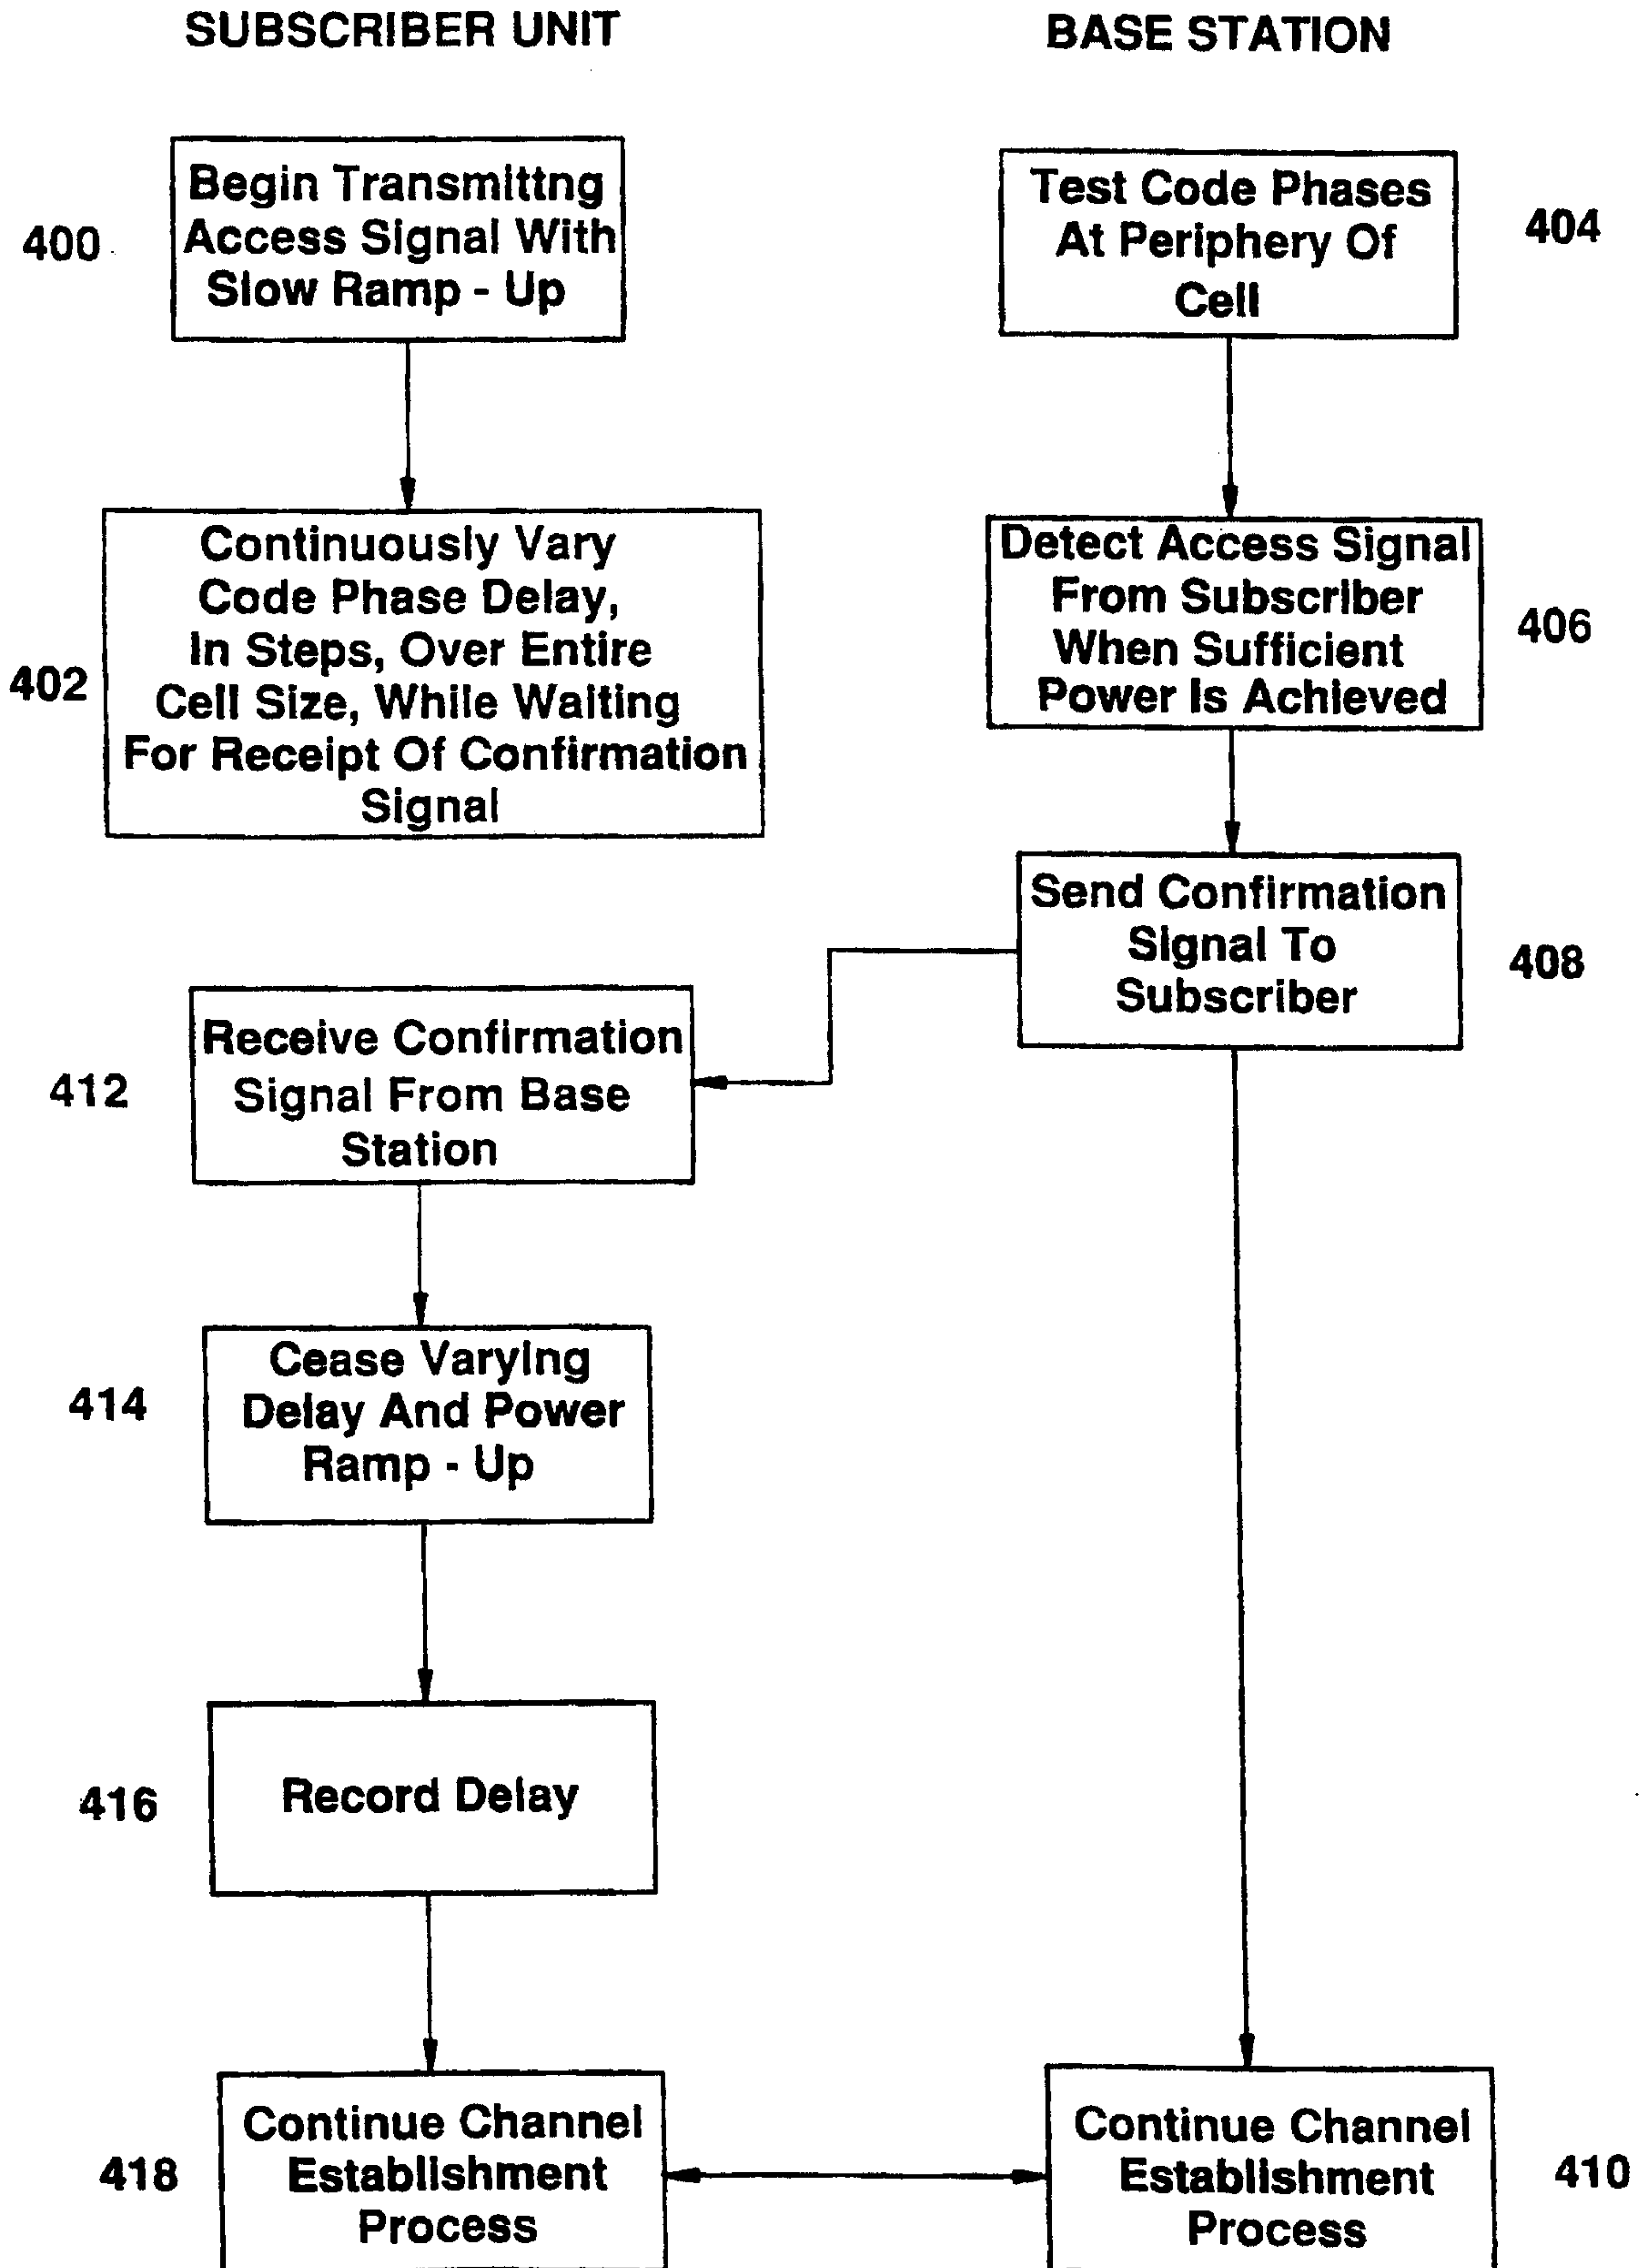 SUBSCRIBER UNIT
BASE STATION
400
Begin Transmittng
Access Signal With
Slow Ramp - Up
Test Code Phases
At Periphery Of
Cell
404
402
Continuously Vary
Code Phase Delay,
In Steps, Over Entire
Cell Size, While Waiting
For Receipt Of Confirmation
Signal
Detect Access Signal
From Subscriber
When Sufficient
Power Is Achieved
406
Send Confirmation
Signal To
Subscriber
408
412
Receive Confirmation
Signal From Base
Station
414
Cease Varying
Delay And Power
Ramp - Up
416
Record Delay
418
Continue Channel
Establishment
Process
Continue Channel
Establishment
Process
410